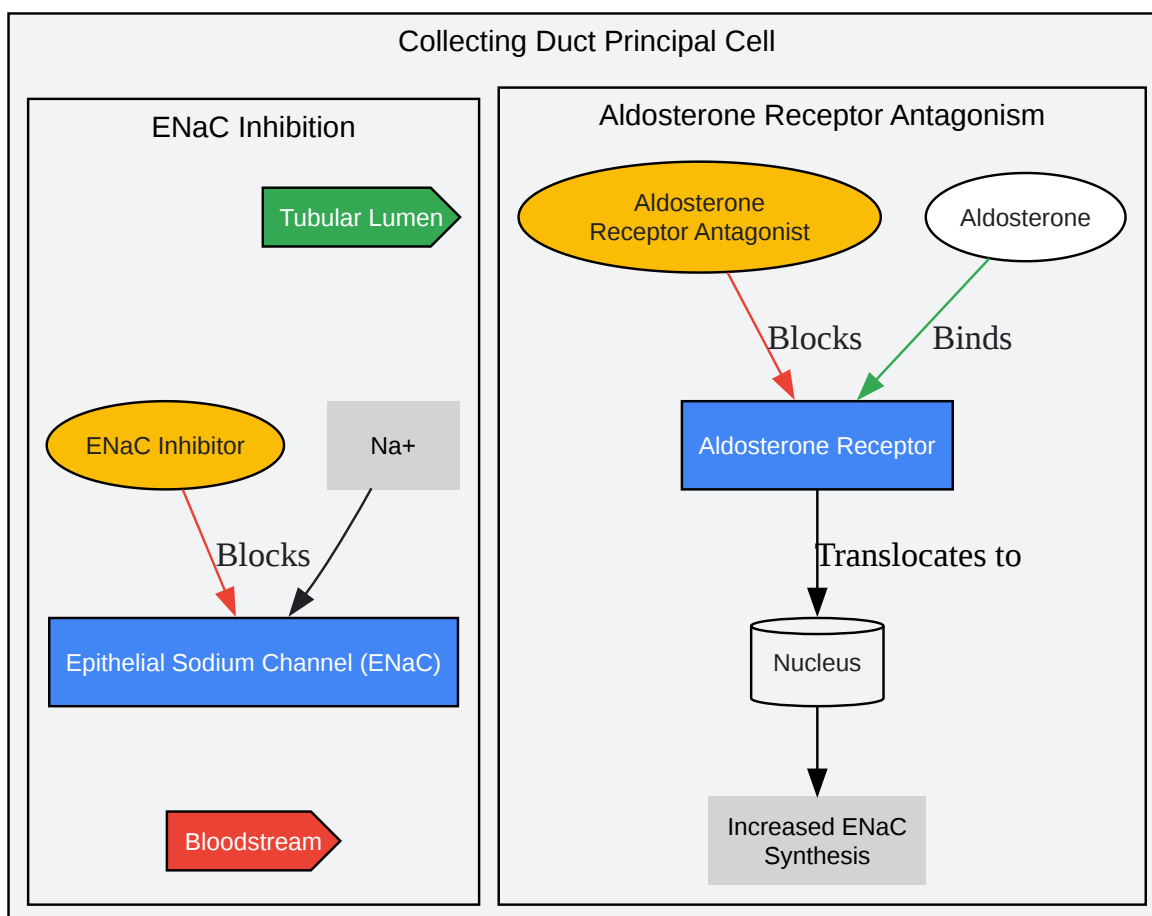 Collecting Duct Principal Cell
ENaC Inhibition
Tubular Lumen
ENaC Inhibitor
Na+
Blocks
Epithelial Sodium Channel (ENaC)
Bloodstream
Aldosterone Receptor Antagonism
Aldosterone
Receptor Antagonist
Aldosterone
Blocks
Binds
Aldosterone Receptor
Translocates to
Nucleus
Increased ENaC
Synthesis